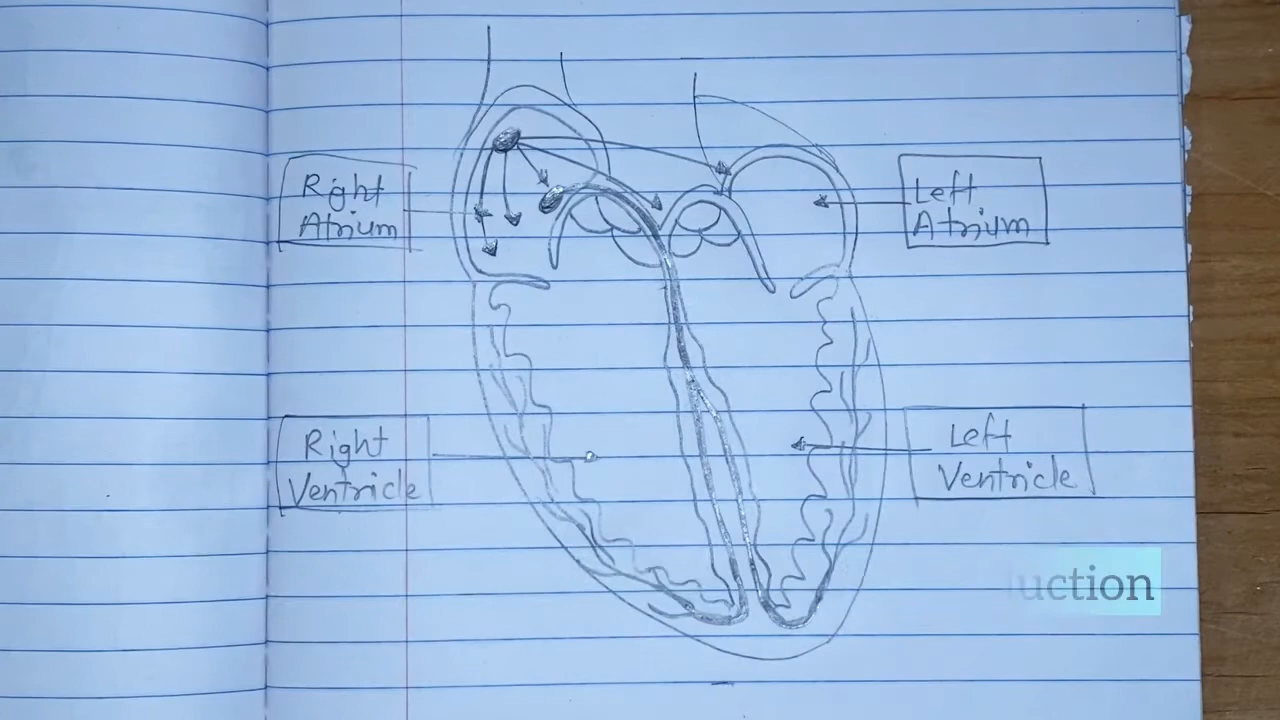 Right
Atrium
Left
Atrium
Right
Ventricle
Left
Ventricle
uction